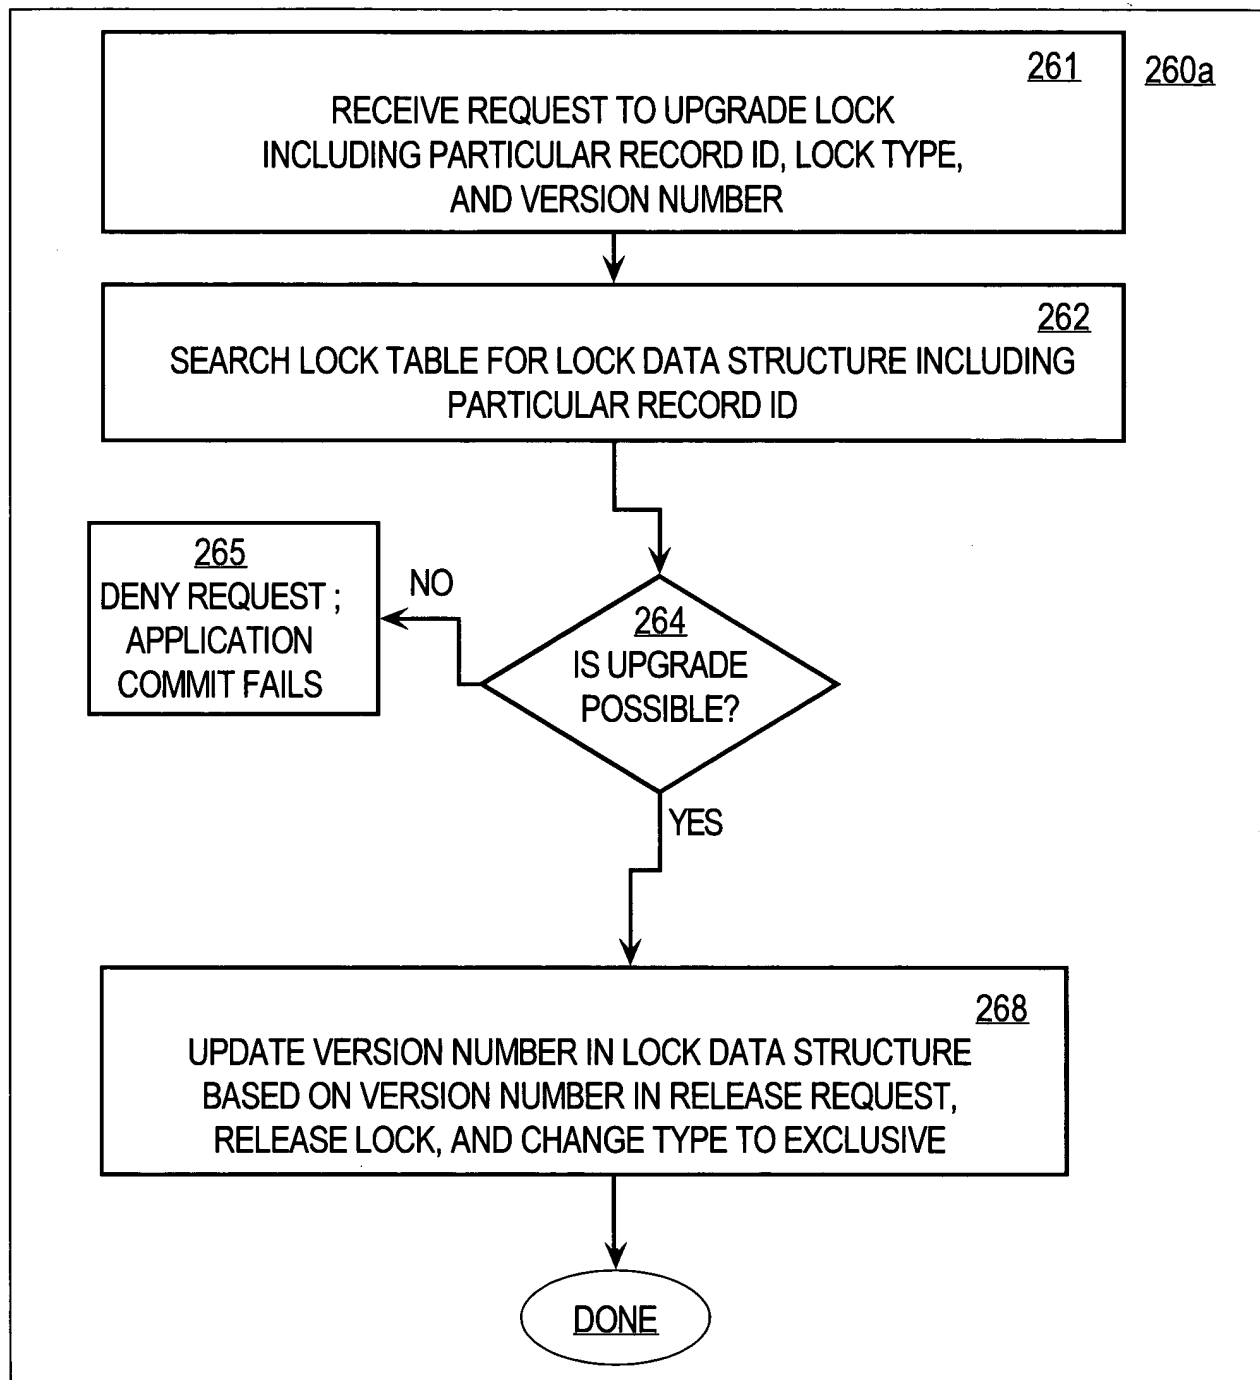 261
260a
RECEIVE REQUEST TO UPGRADE LOCK
INCLUDING PARTICULAR RECORD ID, LOCK TYPE,
AND VERSION NUMBER
262
SEARCH LOCK TABLE FOR LOCK DATA STRUCTURE INCLUDING
PARTICULAR RECORD ID
265
DENY REQUEST ;
APPLICATION
COMMIT FAILS
NO
264
IS UPGRADE
POSSIBLE?
YES
268
UPDATE VERSION NUMBER IN LOCK DATA STRUCTURE
BASED ON VERSION NUMBER IN RELEASE REQUEST,
RELEASE LOCK, AND CHANGE TYPE TO EXCLUSIVE
DONE